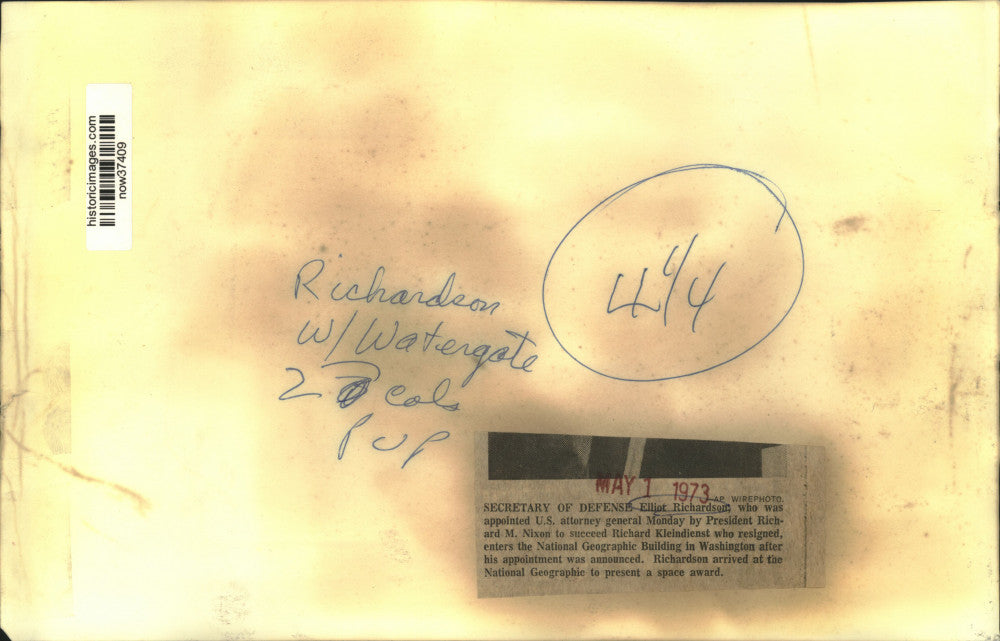 historicimages.com
now37409
Richardson
W/Watergate
2 Cols
PUP
MAY 1 1973
AP WIREPHOTO.
SECRETARY OF DEFENSE Elliot Richardson, who was
appointed U.S. attorney general Monday by President Rich-
ard M. Nixon to succeed Richard Kleindienst who resigned,
enters the National Geographic Building in Washington after
his appointment was announced. Richardson arrived at the
National Geographic to present a space award.